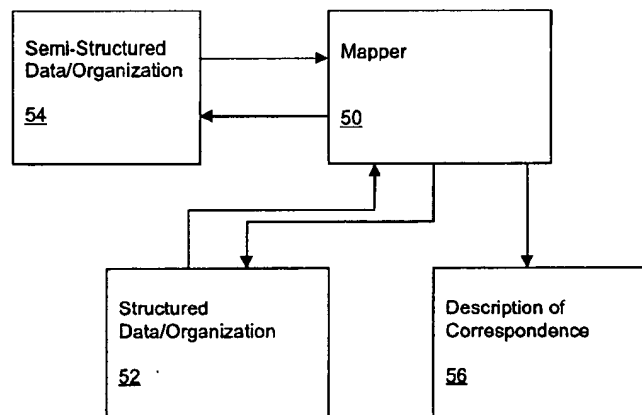 Semi-Structured
Data/Organization
54
Mapper
50
Structured
Data/Organization
52
Description of
Correspondence
56